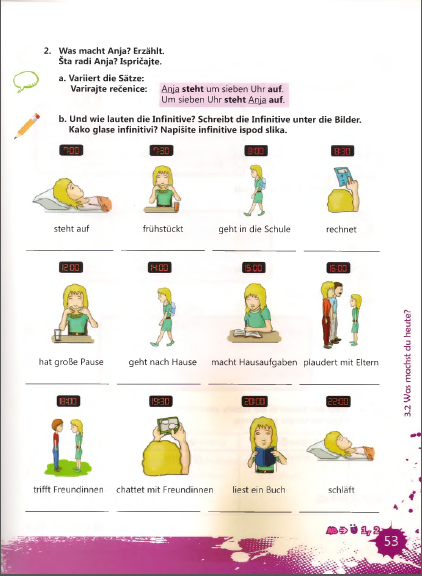 2. Was macht Anja? Erzählt.
Šta radi Anja? Ispričajte.
a. Variiert die Sätze:
Varirajte rečenice:
Anja steht um sieben Uhr auf.
Um sieben Uhr steht Anja auf.
b. Und wie lauten die Infinitive? Schreibt die Infinitive unter die Bilder.
Kako glase infinitivi? Napišite infinitive ispod slika.
7:00 7:30 8:00 8:30
steht auf frühstückt geht in die Schule rechnet
12:00 14:00 15:00 16:00
hat große Pause geht nach Hause macht Hausaufgaben plaudert mit Eltern
18:00 19:30 20:00 22:00
trifft Freundinnen chattet mit Freundinnen liest ein Buch schläft
3.2 Was machst du heute?
1, 2
53